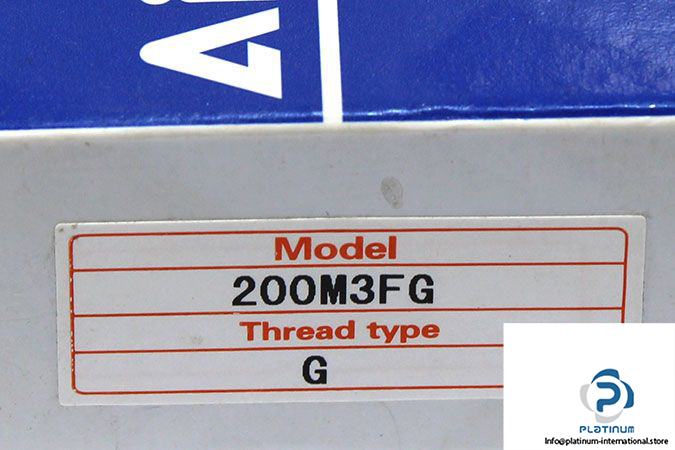 Model
200M3FG
Thread type
G
PLATINUM
Info@platinum-international.store